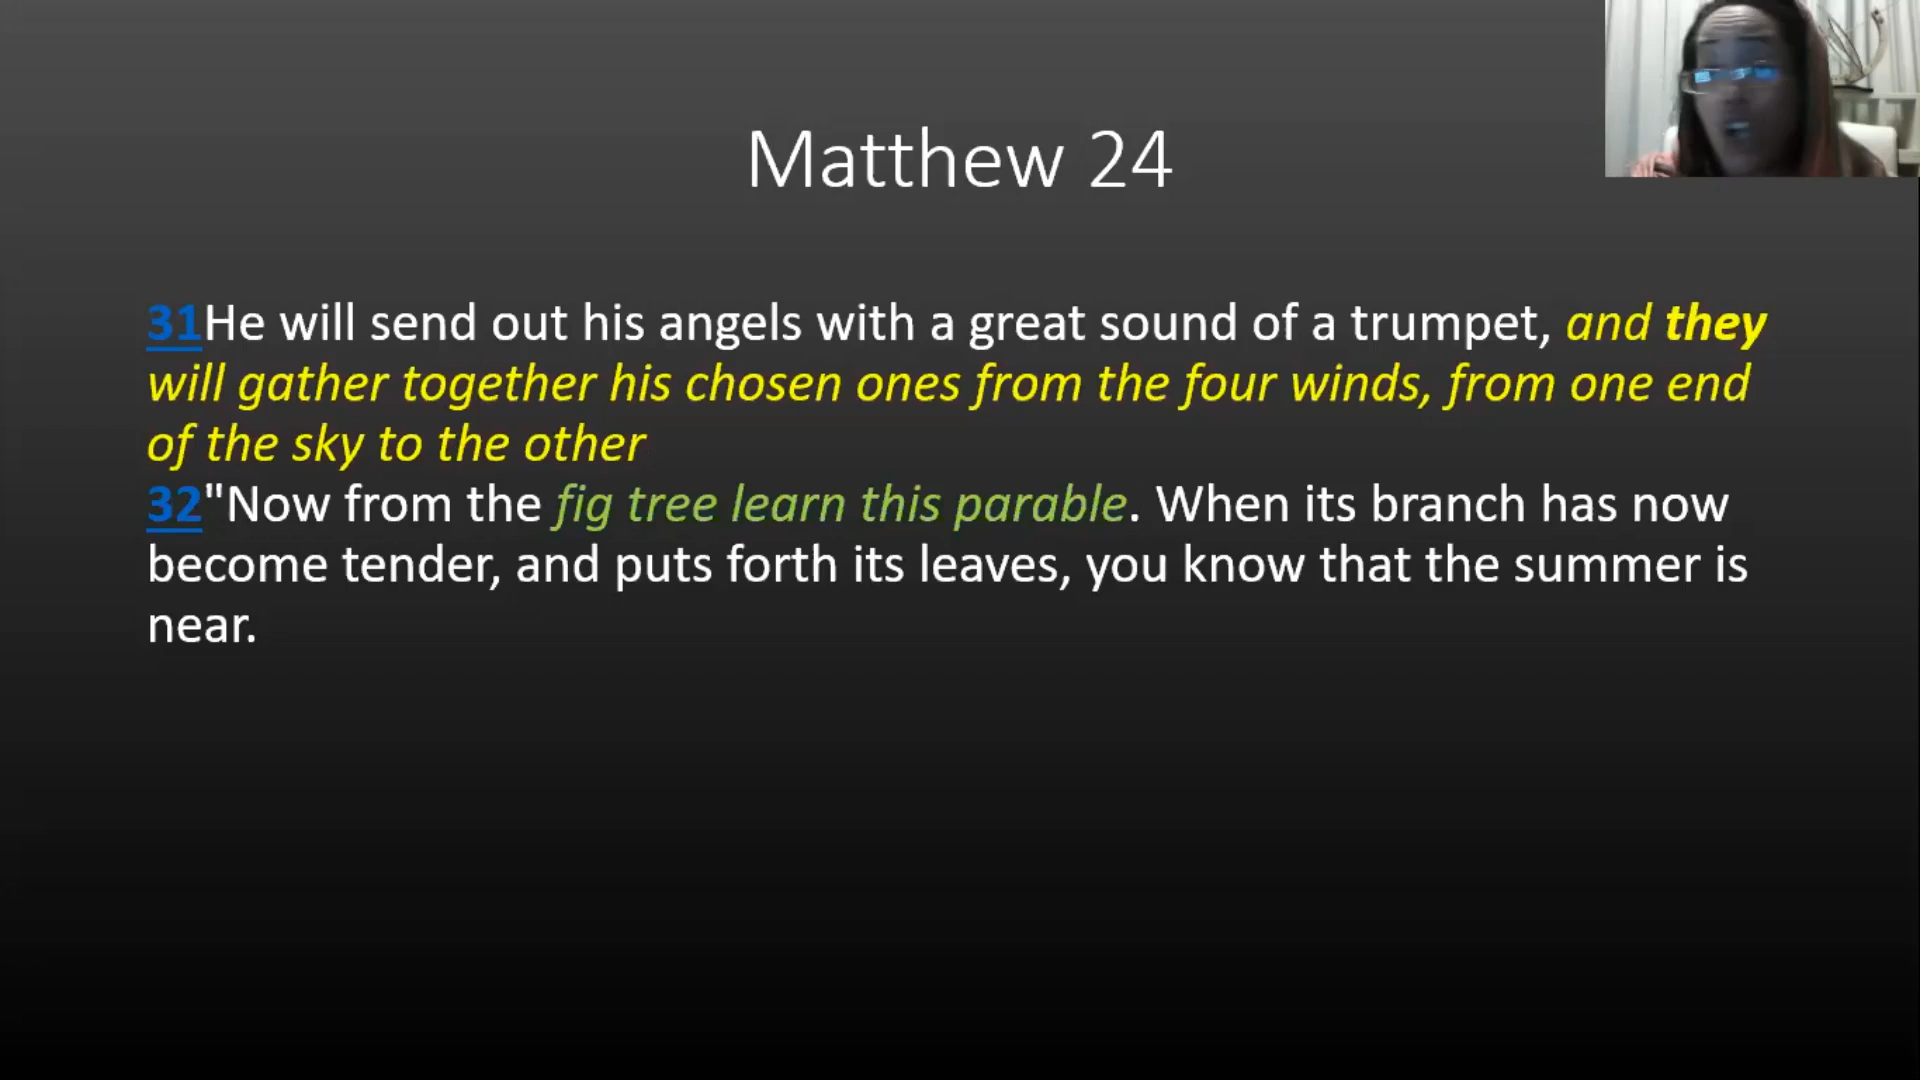 Matthew 24
31He will send out his angels with a great sound of a trumpet, and they
will gather together his chosen ones from the four winds, from one end
of the sky to the other
32"Now from the fig tree learn this parable. When its branch has now
become tender, and puts forth its leaves, you know that the summer is
near.